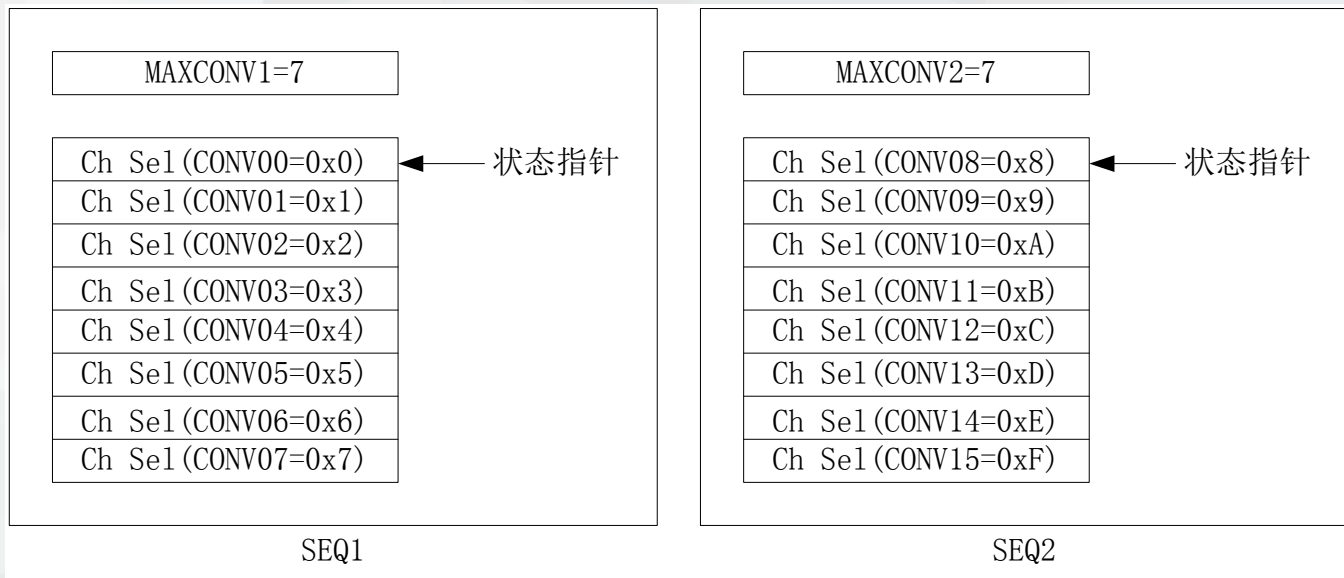 MAXCONV1=7
Ch Sel(CONV00=0x0)
状态指针
Ch Sel(CONV01=0x1)
Ch Sel(CONV02=0x2)
Ch Sel(CONV03=0x3)
Ch Sel(CONV04=0x4)
Ch Sel(CONV05=0x5)
Ch Sel(CONV06=0x6)
Ch Sel(CONV07=0x7)
SEQ1
MAXCONV2=7
Ch Sel(CONV08=0x8)
状态指针
Ch Sel(CONV09=0x9)
Ch Sel(CONV10=0xA)
Ch Sel(CONV11=0xB)
Ch Sel(CONV12=0xC)
Ch Sel(CONV13=0xD)
Ch Sel(CONV14=0xE)
Ch Sel(CONV15=0xF)
SEQ2